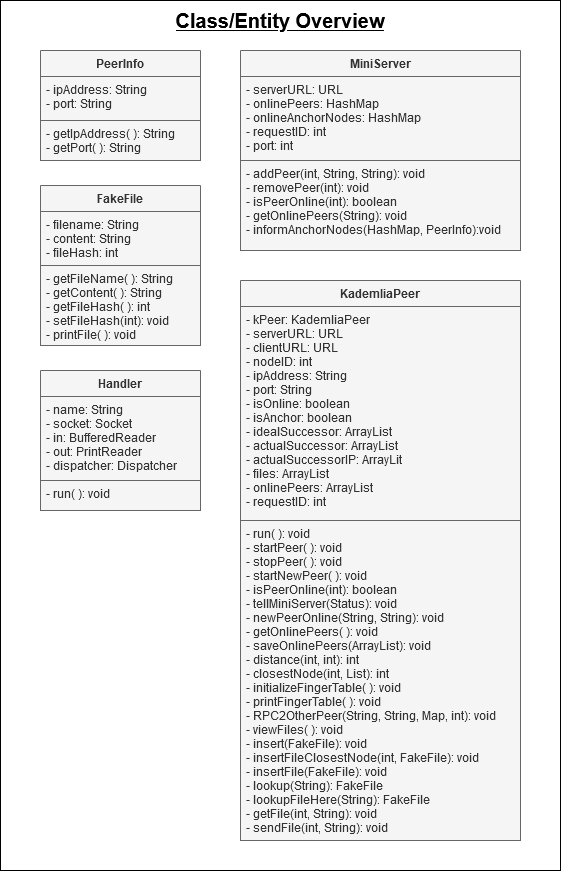 Class/Entity Overview
PeerInfo
- ipAddress: String
- port: String
- getIpAddress( ): String
- getPort( ): String
FakeFile
- filename: String
- content: String
- fileHash: int
- getFileName( ): String
- getContent( ): String
- getFileHash( ): int
- setFileHash(int): void
- printFile( ): void
Handler
- name: String
- socket: Socket
- in: BufferedReader
- out: PrintReader
- dispatcher: Dispatcher
- run( ): void
MiniServer
- serverURL: URL
- onlinePeers: HashMap
- onlineAnchorNodes: HashMap
- requestID: int
- port: int
- addPeer(int, String, String): void
- removePeer(int): void
- isPeerOnline(int): boolean
- getOnlinePeers(String): void
- informAnchorNodes(HashMap, PeerInfo):void
KademliaPeer
- kPeer: KademliaPeer
- serverURL: URL
- clientURL: URL
- nodeID: int
- ipAddress: String
- port: String
- isOnline: boolean
- isAnchor: boolean
- idealSuccessor: ArrayList
- actualSuccessor: ArrayList
- actualSuccessorIP: ArrayLit
- files: ArrayList
- onlinePeers: ArrayList
- requestID: int
- run( ): void
- startPeer( ): void
- stopPeer( ): void
- startNewPeer( ): void
- isPeerOnline(int): boolean
- tellMiniServer(Status): void
- newPeerOnline(String, String): void
- getOnlinePeers( ): void
- saveOnlinePeers(ArrayList): void
- distance(int, int): int
- closestNode(int, List): int
- initializeFingerTable( ): void
- printFingerTable( ): void
- RPC2OtherPeer(String, String, Map, int): void
- viewFiles( ): void
- insert(FakeFile): void
- insertFileClosestNode(int, FakeFile): void
- insertFile(FakeFile): void
- lookup(String): FakeFile
- lookupFileHere(String): FakeFile
- getFile(int, String): void
- sendFile(int, String): void